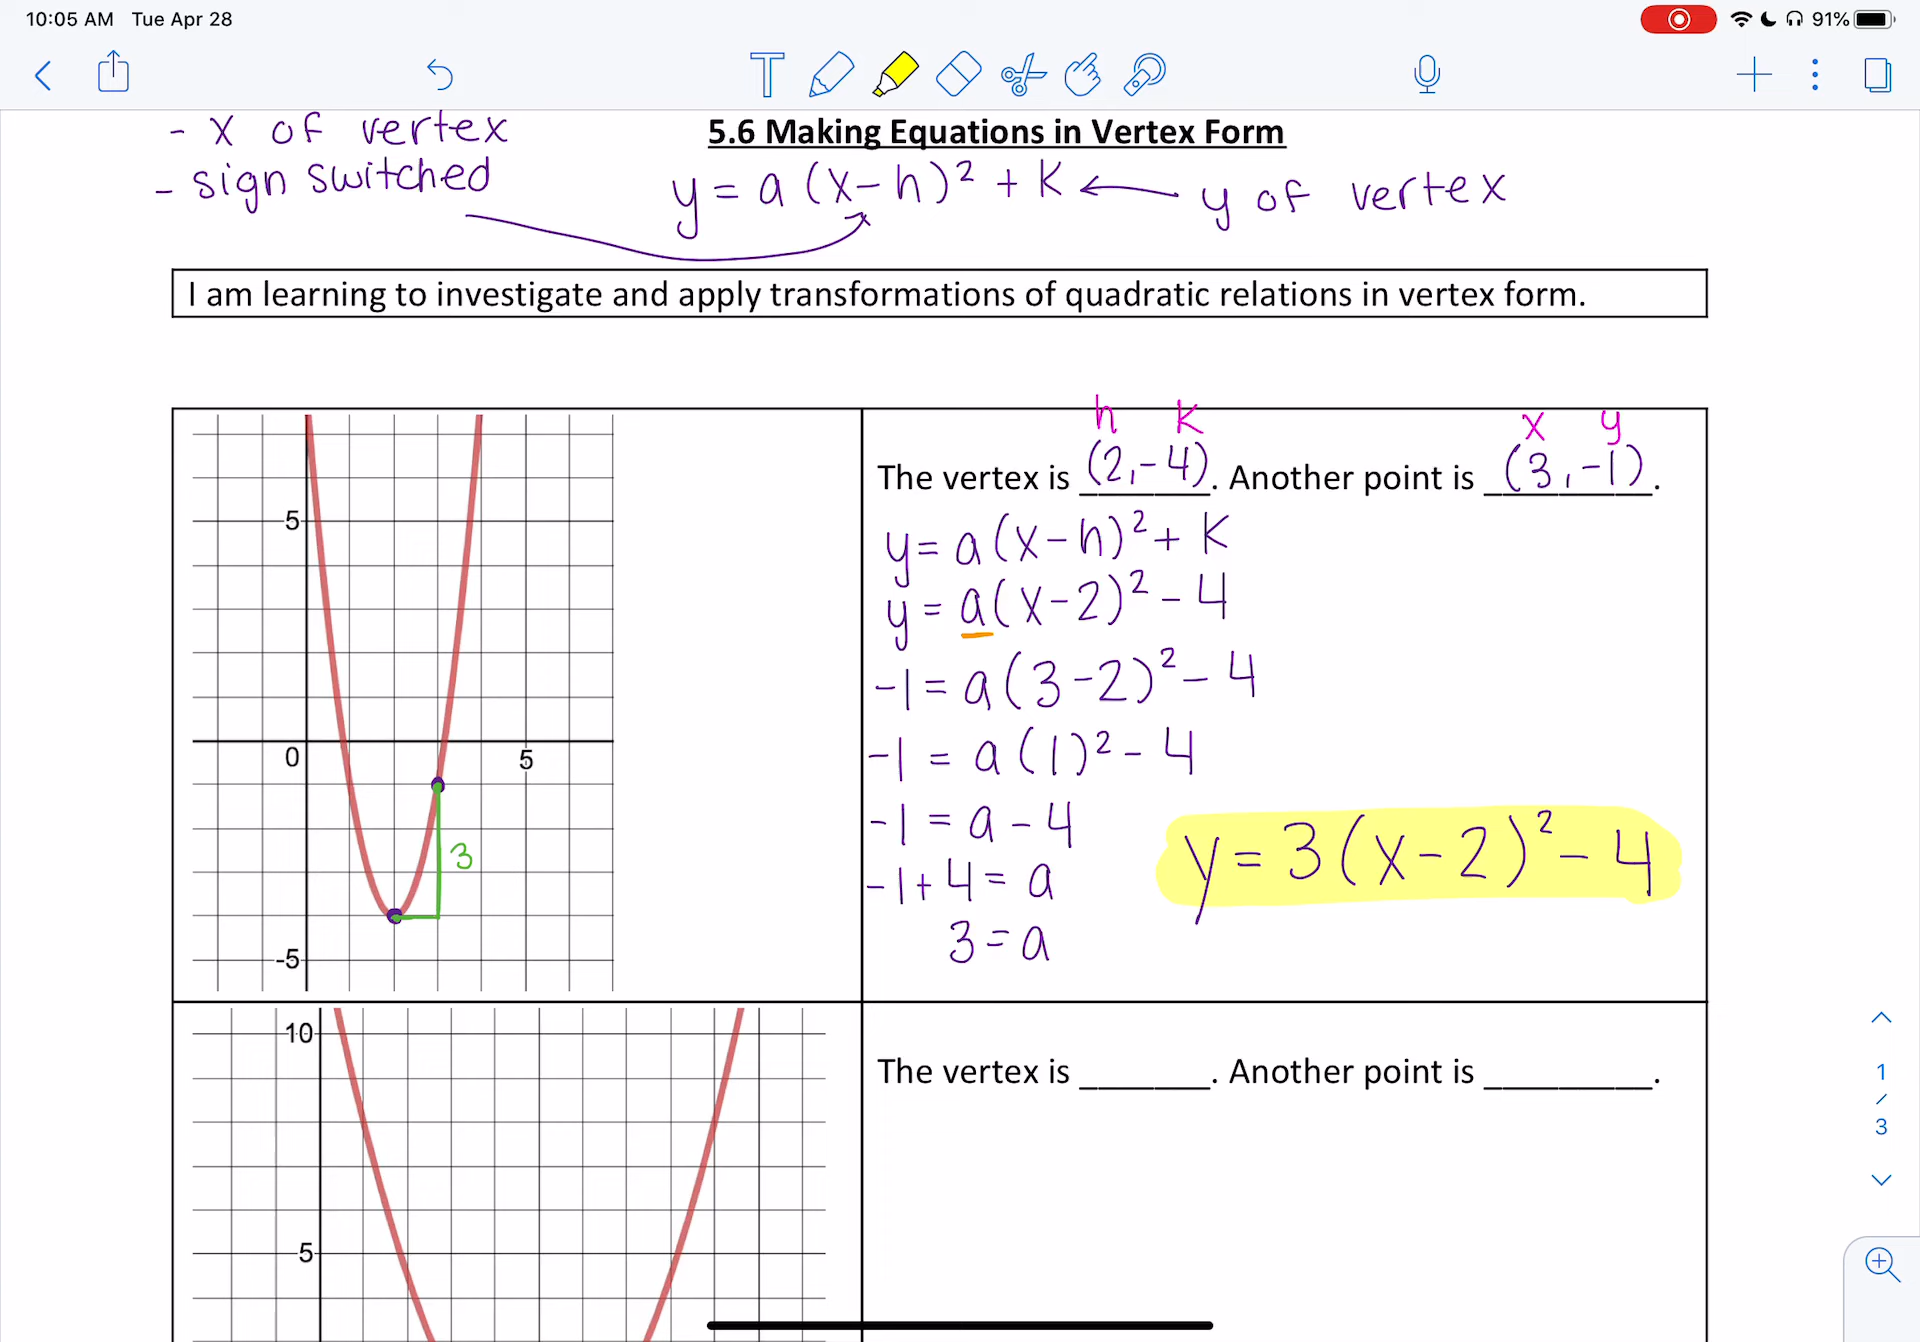 10:05 AM Tue Apr 28
91%
T
- x of vertex
5.6 Making Equations in Vertex Form
- sign switched
y = a (x-h)² + k ← y of vertex
I am learning to investigate and apply transformations of quadratic relations in vertex form.
h k x y
The vertex is (2,-4). Another point is (3,-1).
y = a(x-h)² + k
y = a(x-2)² - 4
-1 = a(3-2)² - 4
-1 = a(1)² - 4
-1 = a - 4
-1 + 4 = a
3 = a
y = 3(x-2)² - 4
5
0
5
3
-5
10
5
The vertex is _______. Another point is _________.
1
/
3